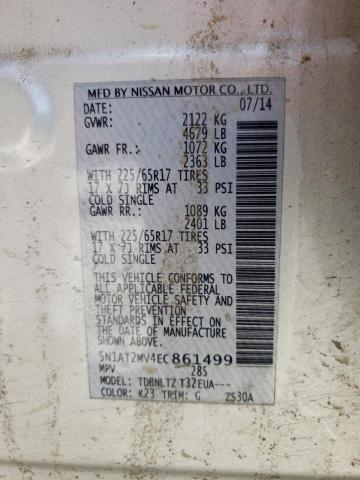 MFD BY NISSAN MOTOR CO., LTD.
DATE: 07/14
GVWR: 2122 KG
4679 LB
GAWR FR: 1072 KG
2363 LB
WITH 225/65R17 TIRES
17 X 7J RIMS AT 33 PSI
COLD SINGLE
GAWR RR: 1089 KG
2401 LB
WITH 225/65R17 TIRES
17 X 7J RIMS AT 33 PSI
COLD SINGLE
THIS VEHICLE CONFORMS TO ALL
APPLICABLE FEDERAL
MOTOR VEHICLE SAFETY
AND THEFT PREVENTION
STANDARDS IN EFFECT ON
THE DATE OF MANUFACTURE
SHOWN ABOVE.
5N1AT2MV4EC861499
MPV 285
MODEL: TDBNLTZ T32EUA---
COLOR: K23 TRIM: G ZS30A